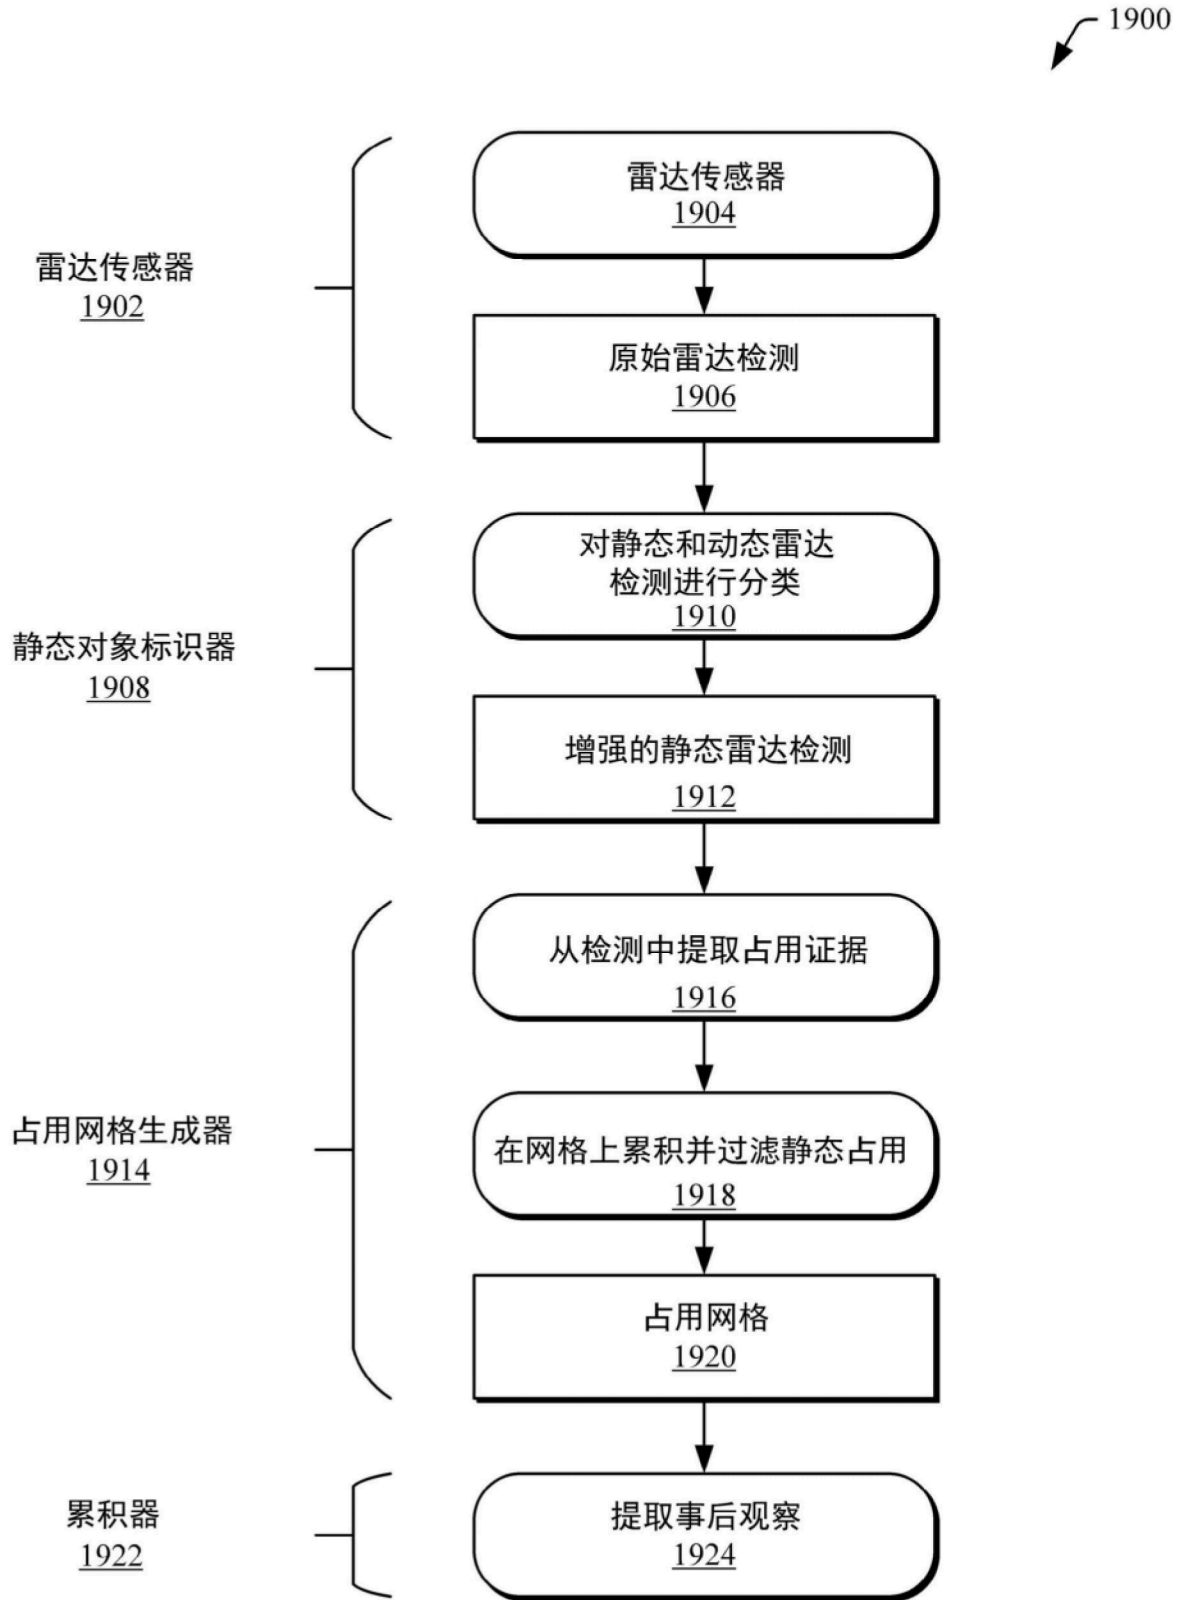 1900
雷达传感器
1902
雷达传感器
1904
原始雷达检测
1906
静态对象标识器
1908
对静态和动态雷达
检测进行分类
1910
增强的静态雷达检测
1912
占用网格生成器
1914
从检测中提取占用证据
1916
在网格上累积并过滤静态占用
1918
占用网格
1920
累积器
1922
提取事后观察
1924